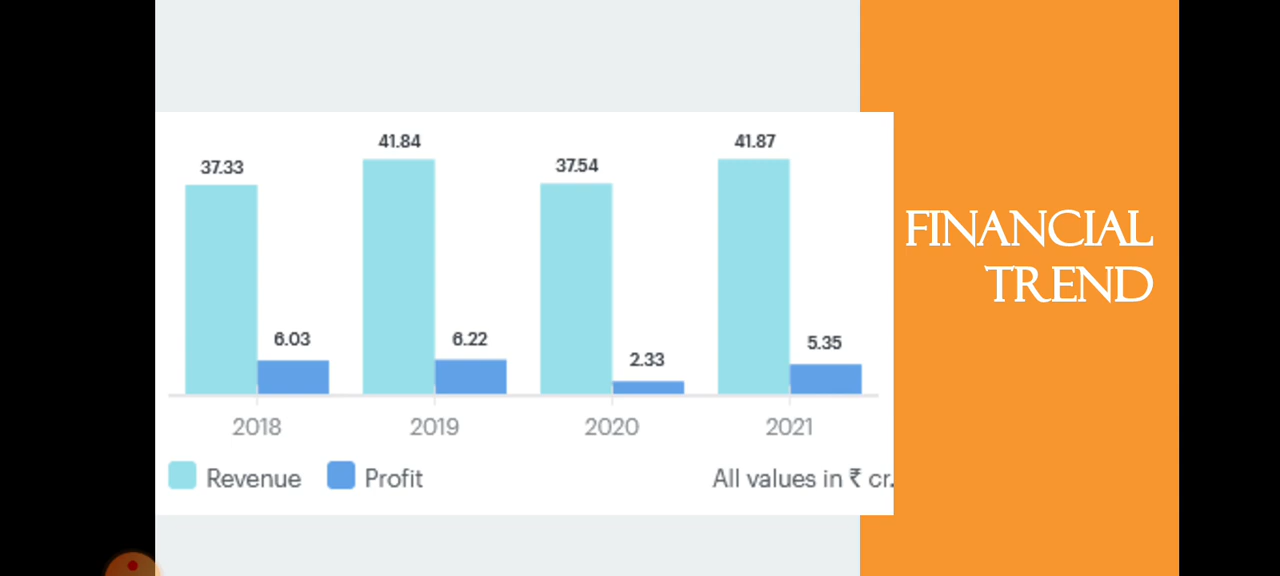 41.84
41.87
37.33
37.54
6.03
6.22
2.33
5.35
2018 2019 2020 2021
Revenue Profit All values in ₹ cr.
FINANCIAL
TREND